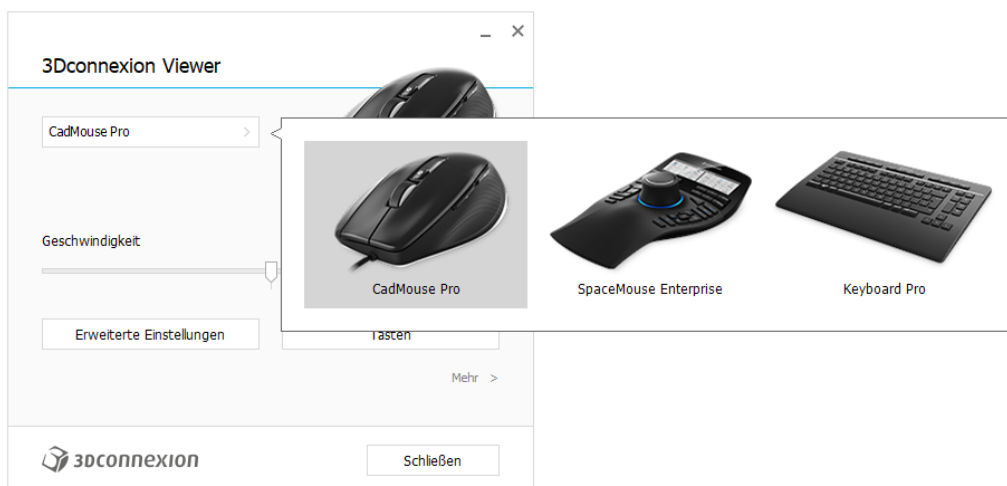 3Dconnexion Viewer
CadMouse Pro
CadMouse Pro
SpaceMouse Enterprise
Keyboard Pro
Geschwindigkeit
Erweiterte Einstellungen
Tasten
Mehr >
3Dconnexion
Schließen